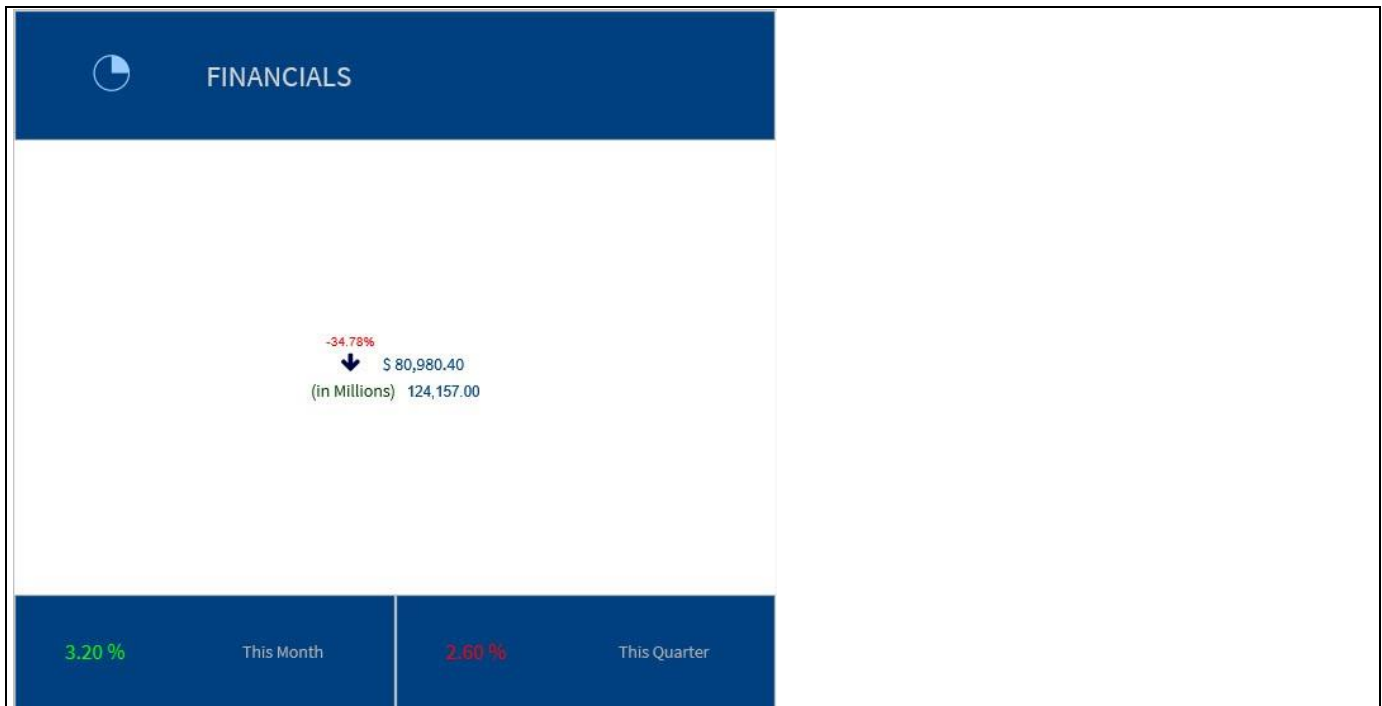 FINANCIALS
-34.78%
$ 80,980.40
(in Millions) 124,157.00
3.20 % This Month 2.60 % This Quarter